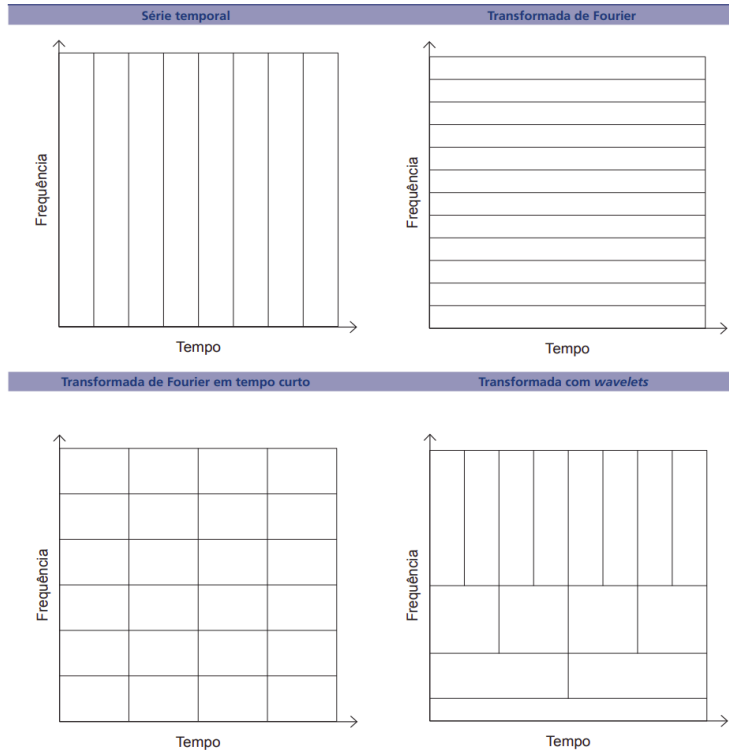 Série temporal
Transformada de Fourier
Frequência
Tempo
Frequência
Tempo
Transformada de Fourier em tempo curto
Transformada com wavelets
Frequência
Tempo
Frequência
Tempo